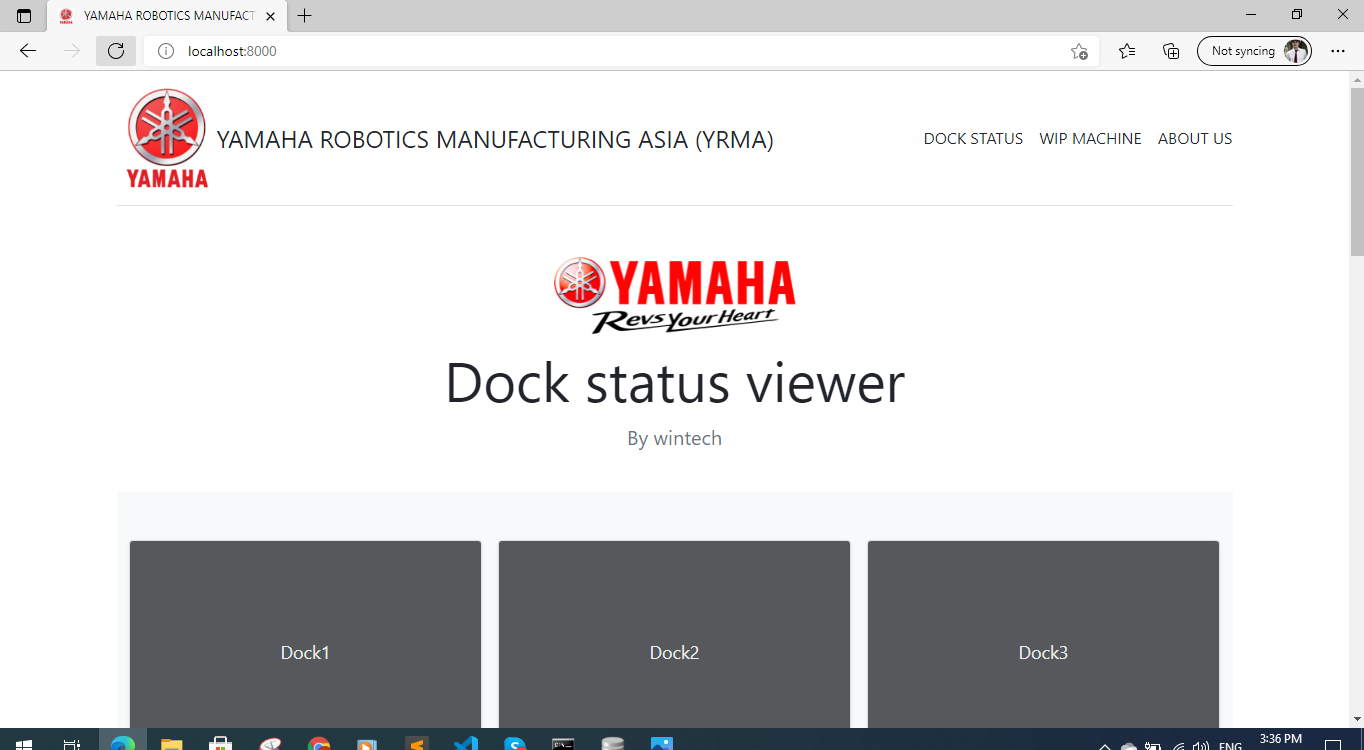 YAMAHA ROBOTICS MANUFACT
localhost:8000
Not syncing
YAMAHA
YAMAHA ROBOTICS MANUFACTURING ASIA (YRMA)
DOCK STATUS
WIP MACHINE
ABOUT US
YAMAHA
Revs Your Heart
Dock status viewer
By wintech
Dock1
Dock2
Dock3
ENG
3:36 PM